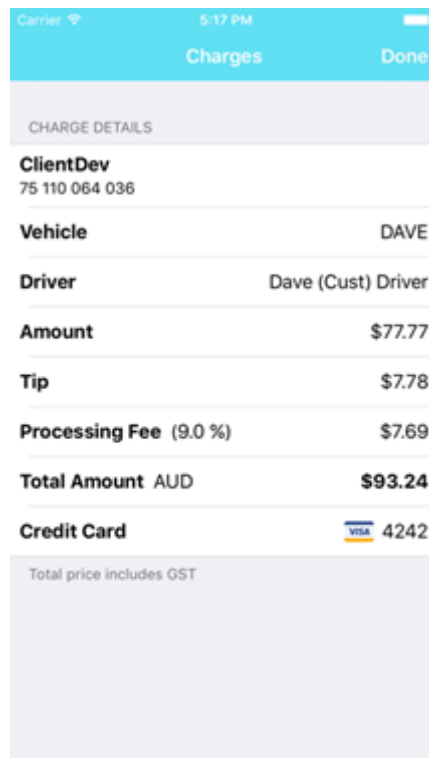 Carrier 5:17 PM
Charges Done
CHARGE DETAILS
ClientDev
75 110 064 036
Vehicle DAVE
Driver Dave (Cust) Driver
Amount $77.77
Tip $7.78
Processing Fee (9.0 %) $7.69
Total Amount AUD $93.24
Credit Card VISA 4242
Total price includes GST